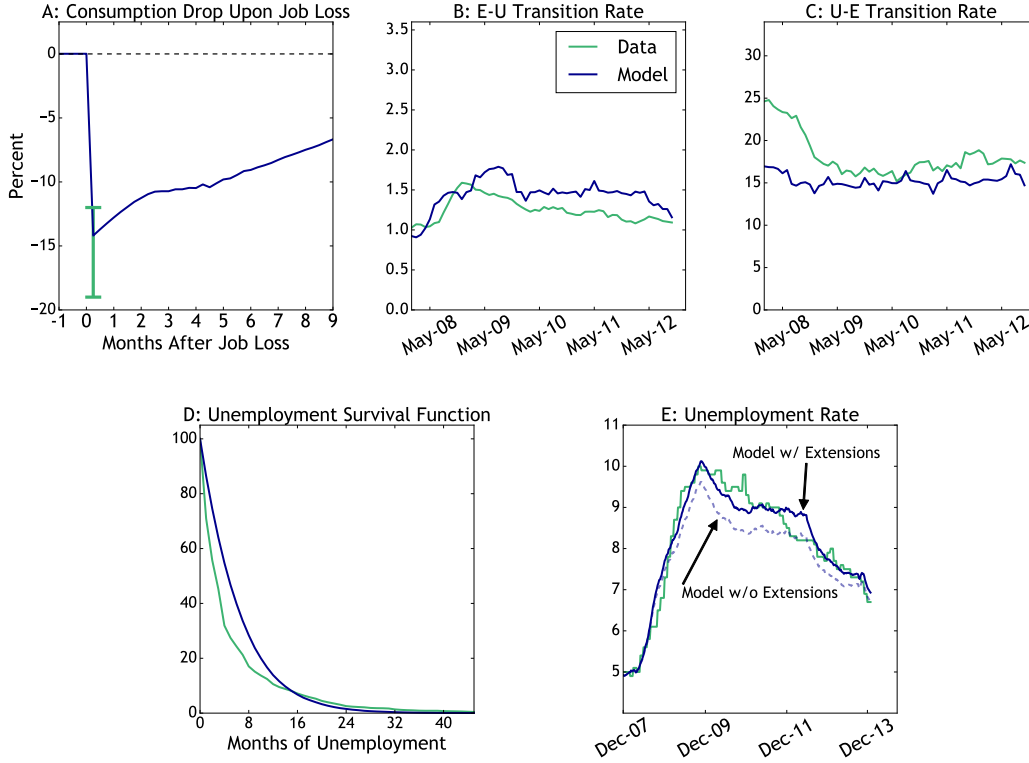 A: Consumption Drop Upon Job Loss
0
−5
−10
−15
−20
Percent
-1 0 1 2 3 4 5 6 7 8 9
Months After Job Loss
B: E-U Transition Rate
Data
Model
3.5
3.0
2.5
2.0
1.5
1.0
0.5
0.0
May-08 May-09 May-10 May-11 May-12
C: U-E Transition Rate
30
25
20
15
10
5
0
May-08 May-09 May-10 May-11 May-12
D: Unemployment Survival Function
100
80
60
40
20
0
0 8 16 24 32 40
Months of Unemployment
E: Unemployment Rate
11
10
9
8
7
6
5
Model w/ Extensions
Model w/o Extensions
Dec-07 Dec-09 Dec-11 Dec-13